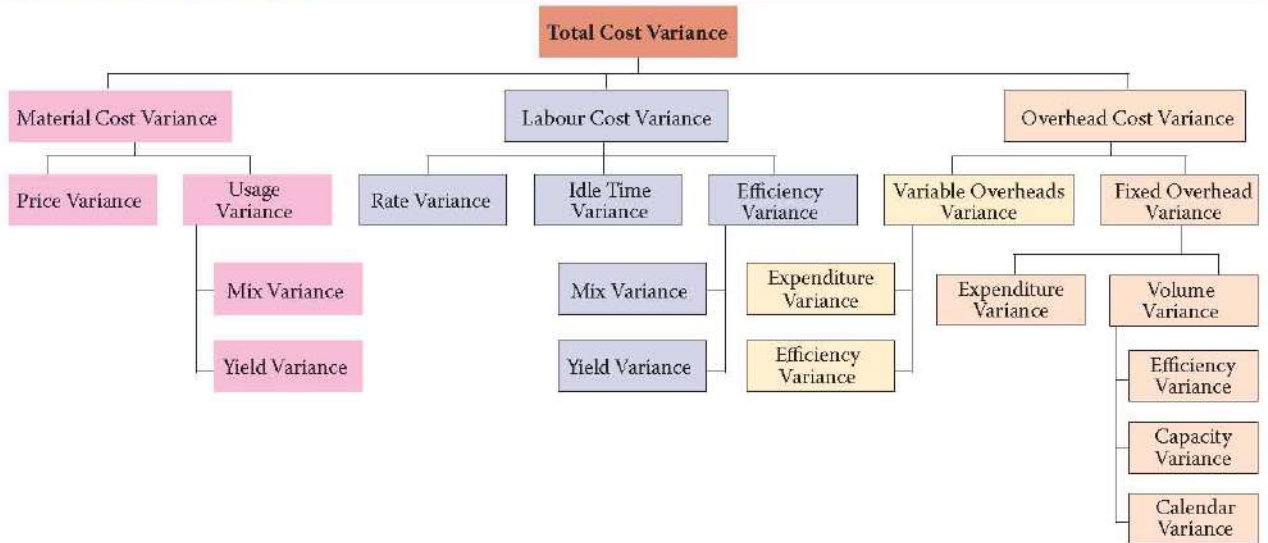 Total Cost Variance
Material Cost Variance
Labour Cost Variance
Overhead Cost Variance
Price Variance
Usage
Variance
Rate Variance
Idle Time
Variance
Efficiency
Variance
Variable Overheads
Variance
Fixed Overhead
Variance
Mix Variance
Yield Variance
Mix Variance
Yield Variance
Expenditure
Variance
Efficiency
Variance
Expenditure
Variance
Volume
Variance
Efficiency
Variance
Capacity
Variance
Calendar
Variance